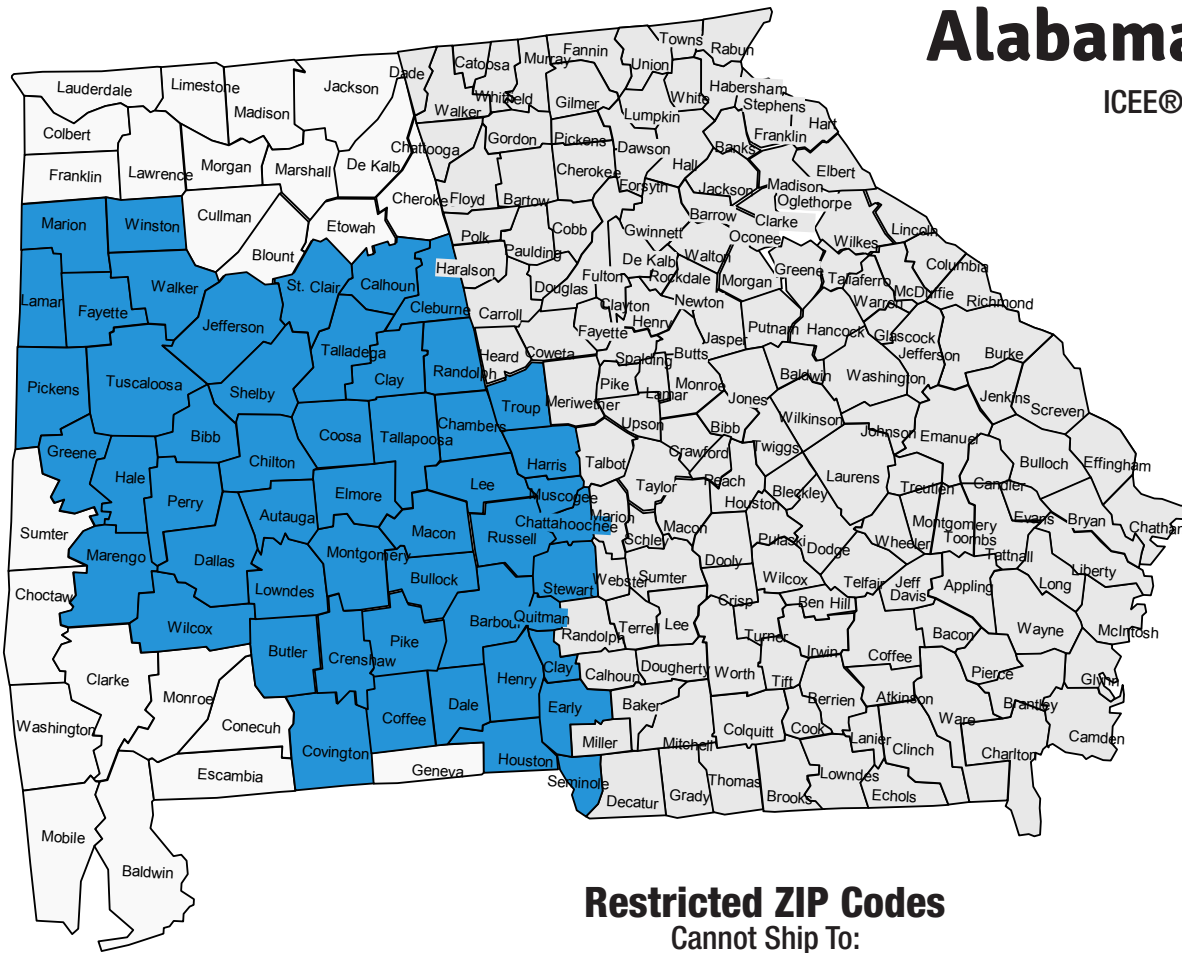 Alabama
ICEE®
Lauderdale
Limestone
Madison
Jackson
Colbert
Franklin
Lawrence
Morgan
Marshall
De Kalb
Cheroke
Cullman
Etowah
Blount
Marion
Winston
Walker
St. Clair
Calhoun
Cleburne
Lamar
Fayette
Jefferson
Talladega
Clay
Randolph
Pickens
Tuscaloosa
Shelby
Bibb
Coosa
Tallapoosa
Chambers
Greene
Hale
Perry
Chilton
Elmore
Lee
Autauga
Macon
Russell
Sumter
Marengo
Dallas
Montgomery
Bullock
Lowndes
Choctaw
Wilcox
Butler
Crenshaw
Pike
Barbour
Clarke
Monroe
Conecuh
Covington
Coffee
Dale
Henry
Washington
Escambia
Geneva
Houston
Mobile
Baldwin
Dade
Catoosa
Whitfield
Murray
Fannin
Union
Towns
Rabun
Walker
Gilmer
Lumpkin
White
Habersham
Stephens
Chattooga
Gordon
Pickens
Dawson
Hall
Banks
Franklin
Hart
Floyd
Bartow
Cherokee
Forsyth
Jackson
Madison
Elbert
Polk
Paulding
Cobb
Gwinnett
Barrow
Clarke
Oglethorpe
Oconee
Wilkes
Lincoln
Haralson
Douglas
Fulton
De Kalb
Rockdale
Walton
Morgan
Greene
Taliaferro
Columbia
McDuffie
Warren
Richmond
Carroll
Clayton
Henry
Newton
Fayette
Jasper
Putnam
Hancock
Glascock
Jefferson
Burke
Heard
Coweta
Spalding
Butts
Pike
Lamar
Monroe
Jones
Baldwin
Washington
Jenkins
Screven
Troup
Meriwether
Upson
Bibb
Wilkinson
Johnson
Emanuel
Harris
Talbot
Crawford
Twiggs
Peach
Taylor
Houston
Bleckley
Laurens
Treutlen
Candler
Bulloch
Effingham
Muscogee
Chattahoochee
Marion
Schley
Macon
Pulaski
Dodge
Wheeler
Montgomery
Toombs
Evans
Bryan
Chatham
Tattnall
Stewart
Webster
Sumter
Dooly
Wilcox
Telfair
Jeff
Davis
Appling
Long
Liberty
Quitman
Randolph
Terrell
Lee
Crisp
Turner
Ben Hill
Irwin
Coffee
Bacon
Wayne
McIntosh
Clay
Calhoun
Dougherty
Worth
Tift
Berrien
Atkinson
Pierce
Brantley
Glynn
Early
Baker
Miller
Mitchell
Colquitt
Cook
Lanier
Clinch
Ware
Charlton
Camden
Seminole
Decatur
Grady
Thomas
Brooks
Lowndes
Echols
Restricted ZIP Codes
Cannot Ship To: